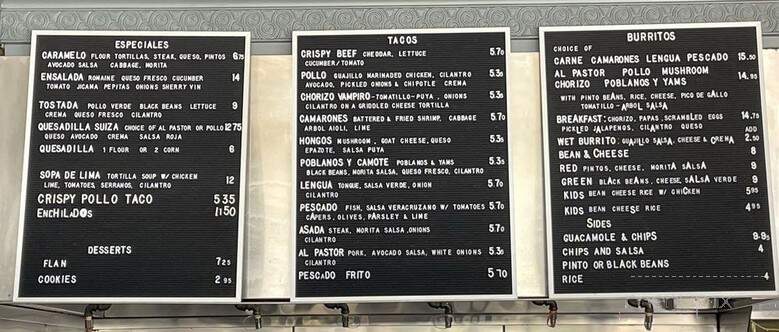 ESPECIALES
CARAMELO FLOOR TORTILLAS, STEAK, QUESO, PINTOS 6.75
AVOCADO SALSA CABBAGE, MORITA
ENSALADA ROMAINE QUESO FRESCO CUCUMBER 14
TOMATO JICAMA PEPITAS ONIONS SHERRY VIN
TOSTADA POLLO VERDE BLACK BEANS LETTUCE 9
CREMA QUESO FRESCO CILANTRO
QUESADILLA SUIZA CHOICE OF AL PASTOR OR POLLO 12.75
QUESO AVOCADO CREMA SALSA ROJA
QUESADILLA 1 FLOUR OR 2 CORN 6
SOPA DE LIMA TORTILLA SOUP W/ CHICKEN 12
LIME, TOMATOES, SERRANOS, CILANTRO
CRISPY POLLO TACO 5 35
ENCHILADOS 11 50
DESSERTS
FLAN 7 25
COOKIES 2 95
TACOS
CRISPY BEEF CHEDDAR, LETTUCE 5.70
CUCUMBER/TOMATO
POLLO GUAJILLO MARINADED CHICKEN, CILANTRO 5.35
AVOCADO, PICKLED ONIONS & CHIPOTLE CREMA
CHORIZO VAMPIRO-TOMATILLO-PUYA, ONIONS 5.35
CILANTRO ON A GRIDDLED CHEESE TORTILLA
CAMARONES BATTERED & FRIED SHRIMP, CABBAGE 5.70
ARBOL AIOLI, LIME
HONGOS MUSHROOM, GOAT CHEESE, QUESO 5.35
EPAZOTE, SALSA PUYA
POBLANOS Y CAMOTE POBLANOS & YAMS 5.35
BLACK BEANS, MORITA SALSA, QUESO FRESCO, CILANTRO
LENGUA TONGUE, SALSA VERDE, ONION 5.70
CILANTRO
PESCADO FISH, SALSA VERACRUZANO W/ TOMATOES 5.70
CAPERS, OLIVES, PARSLEY & LIME
ASADA STEAK, MORITA SALSA, ONIONS 5.70
CILANTRO
AL PASTOR PORK, AVOCADO SALSA, WHITE ONIONS 5.35
CILANTRO
PESCADO FRITO 5 70
BURRITOS
CHOICE OF
CARNE CAMARONES LENGUA PESCADO 15.50
AL PASTOR POLLO MUSHROOM 14.95
CHORIZO POBLANOS Y YAMS
WITH PINTO BEANS, RICE, CHEESE, PICO DE GALLO
TOMATILLO-ARBOL SALSA
BREAKFAST: CHORIZO, PAPAS, SCRAMBLED EGGS 14.75
PICKLED JALAPENOS, CILANTRO QUESO ADD
WET BURRITO: GUAJILLO SALSA, CHEESE & CREMA 2.50
BEAN & CHEESE 8
RED PINTOS, CHEESE, MORITA SALSA 9
GREEN BLACK BEANS, CHEESE, SALSA VERDE 9
KIDS BEAN CHEESE RICE W/ CHICKEN 5 95
KIDS BEAN CHEESE RICE 4 95
SIDES
GUACAMOLE & CHIPS 9.95
CHIPS AND SALSA 4
PINTO OR BLACK BEANS
RICE 4